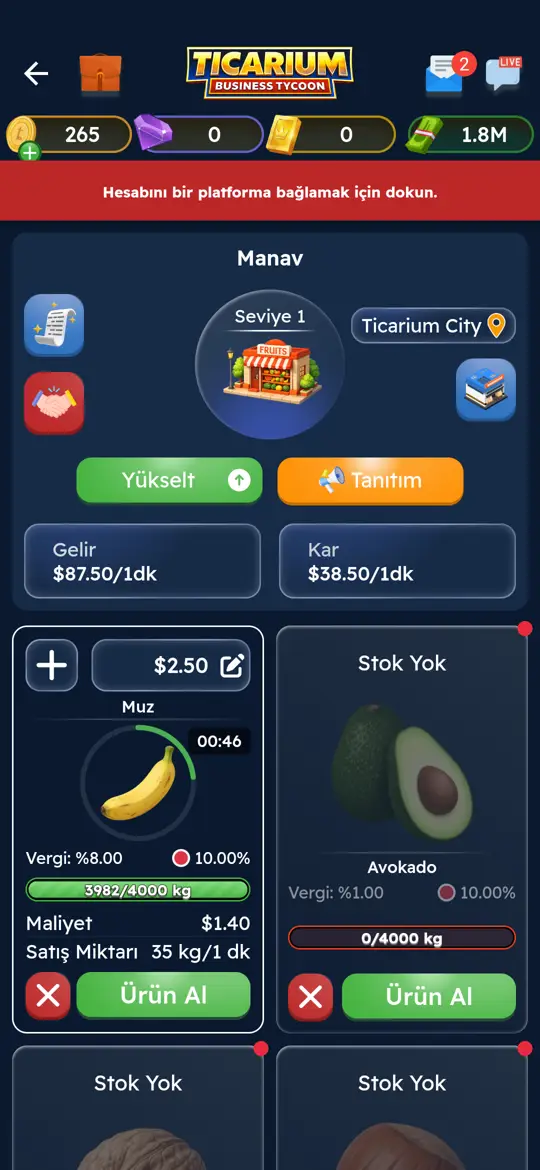 TICARIUM
BUSINESS TYCOON
2
LIVE
265
0
0
1.8M
Hesabını bir platforma bağlamak için dokun.
Manav
Seviye 1
FRUITS
Ticarium City
Yükselt
Tanıtım
Gelir
$87.50/1dk
Kar
$38.50/1dk
$2.50
Muz
00:46
Vergi: %8.00
10.00%
3982/4000 kg
Maliyet
$1.40
Satış Miktarı
35 kg/1 dk
Ürün Al
Stok Yok
Avokado
Vergi: %1.00
10.00%
0/4000 kg
Ürün Al
Stok Yok
Stok Yok